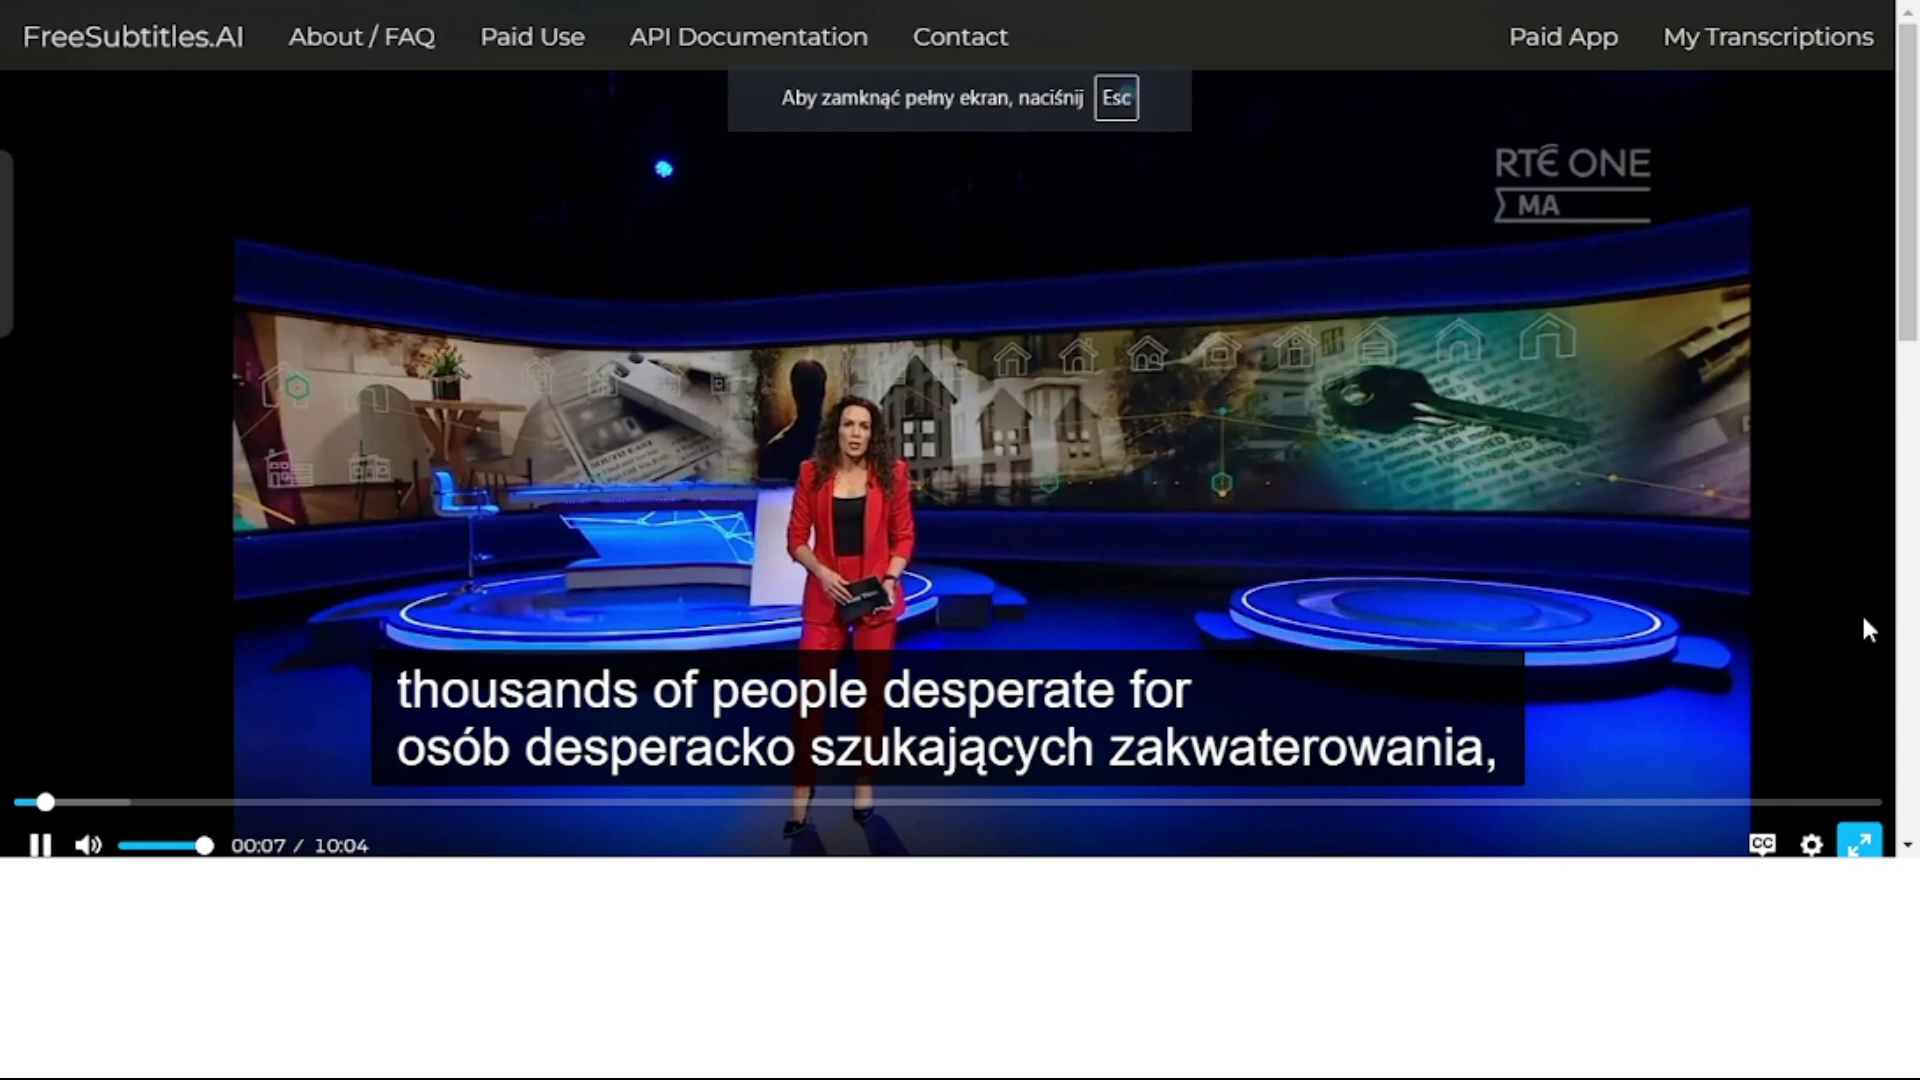 FreeSubtitles.AI About / FAQ Paid Use API Documentation Contact Paid App My Transcriptions
Aby zamknąć pełny ekran, naciśnij Esc
RTÉ ONE
MA
thousands of people desperate for
osób desperacko szukających zakwaterowania,
00:07 / 10:04
CC